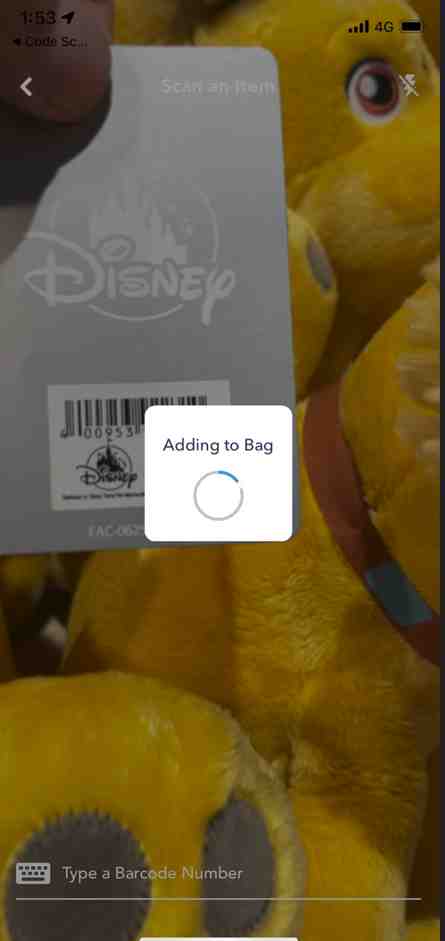 1:53
4G
◀ Code Sc...
Scan an Item
Disney
00953
Adding to Bag
Disney
FAC-062
Type a Barcode Number